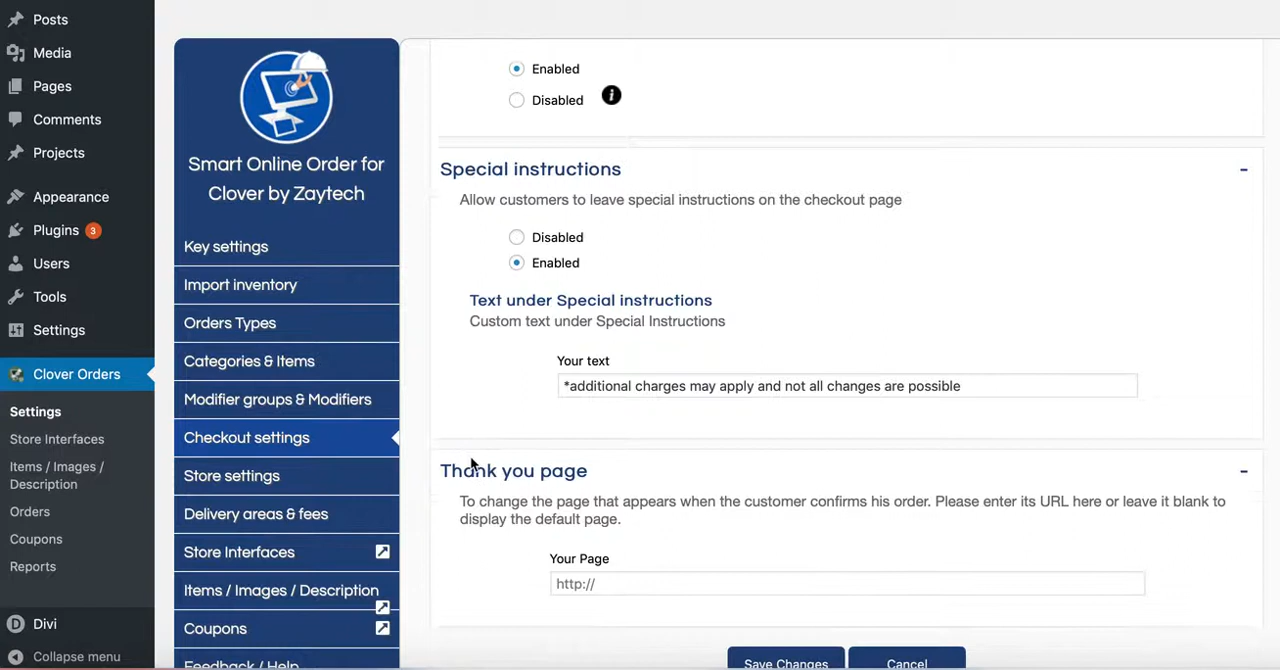 Posts
Media
Pages
Comments
Projects
Appearance
Plugins 3
Users
Tools
Settings
Clover Orders
Settings
Store Interfaces
Items / Images /
Description
Orders
Coupons
Reports
Divi
Collapse menu
Smart Online Order for
Clover by Zaytech
Key settings
Import inventory
Orders Types
Categories & Items
Modifier groups & Modifiers
Checkout settings
Store settings
Delivery areas & fees
Store Interfaces
Items / Images / Description
Coupons
Feedback / Help
Enabled
Disabled i
Special instructions -
Allow customers to leave special instructions on the checkout page
Disabled
Enabled
Text under Special instructions
Custom text under Special Instructions
Your text
*additional charges may apply and not all changes are possible
Thank you page -
To change the page that appears when the customer confirms his order. Please enter its URL here or leave it blank to
display the default page.
Your Page
http://
Save Changes Cancel